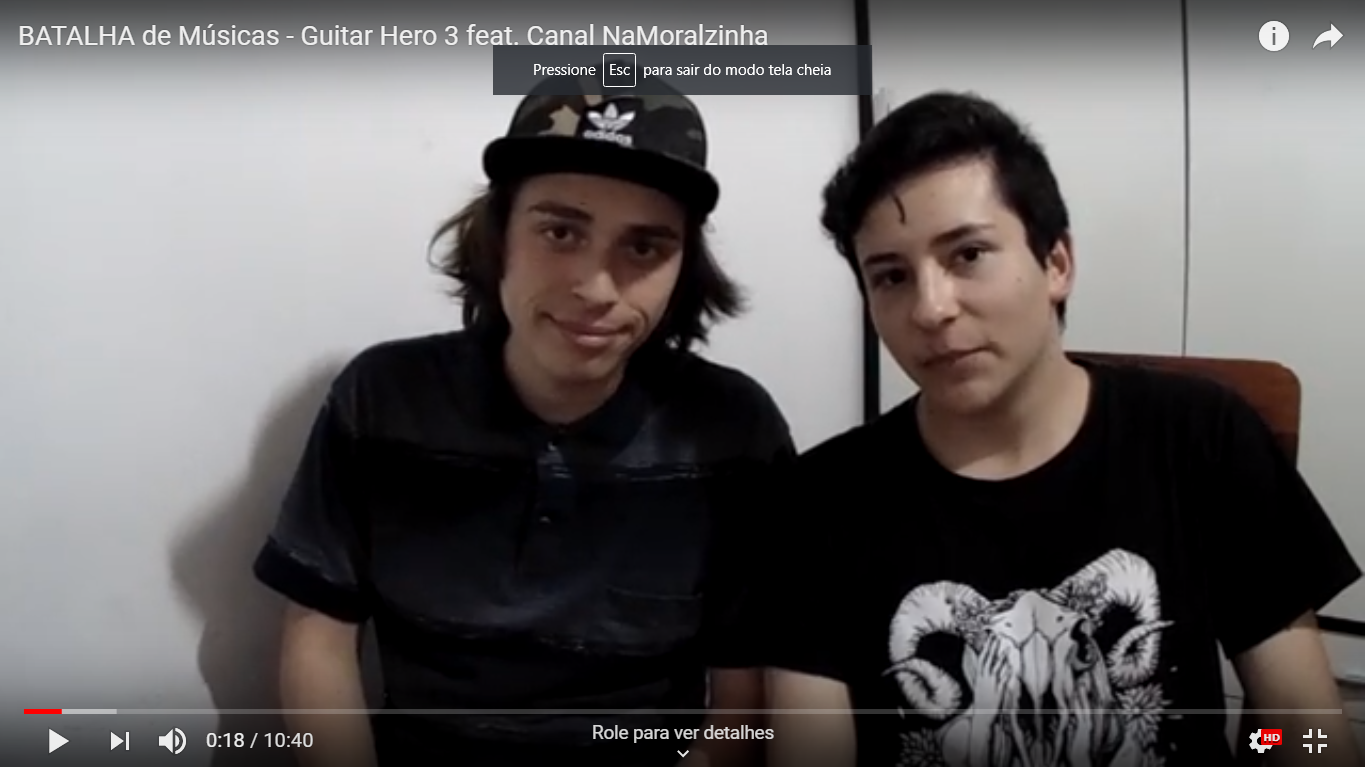 BATALHA de Músicas - Guitar Hero 3 feat. Canal NaMoralzinha
Pressione Esc para sair do modo tela cheia
adidas
Role para ver detalhes
0:18 / 10:40
HD